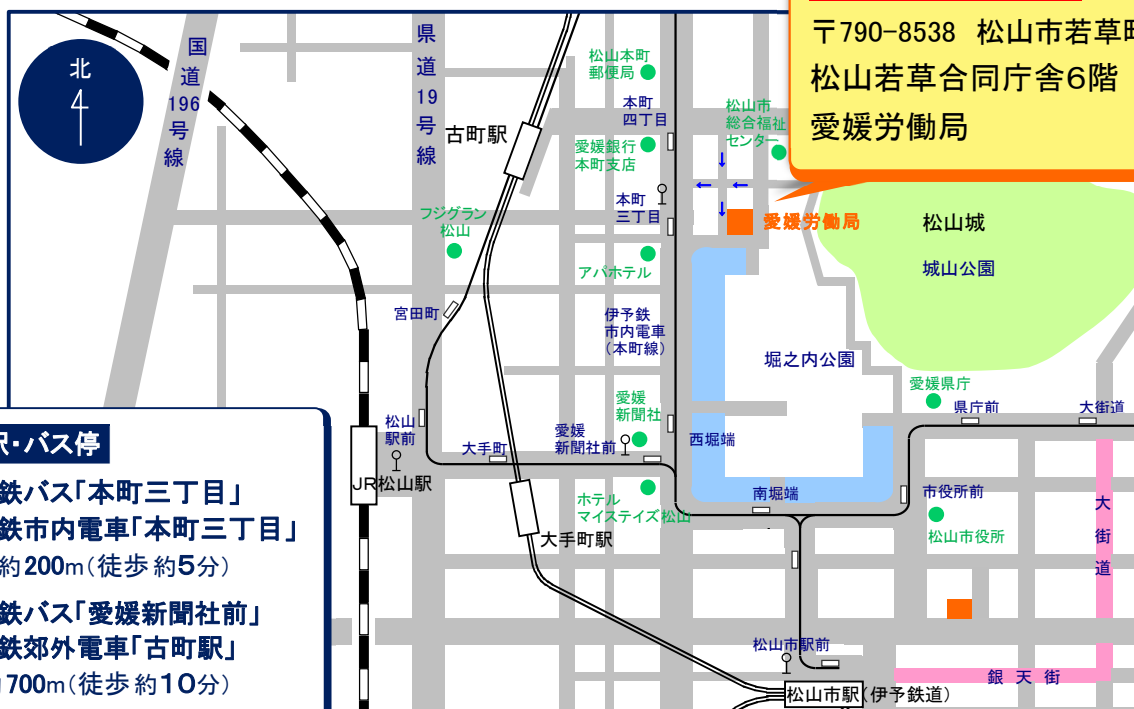 〒790-8538 松山市若草町
松山若草合同庁舎6階
愛媛労働局
北
国道196号線
県道19号線
古町駅
松山本町
郵便局
本町
四丁目
松山市
総合福祉
センター
愛媛銀行
本町支店
本町
三丁目
愛媛労働局
フジグラン
松山
アパホテル
松山城
城山公園
宮田町
伊予鉄
市内電車
(本町線)
堀之内公園
愛媛
新聞社
愛媛県庁
県庁前
大街道
松山
駅前
大手町
愛媛
新聞社前
西堀端
JR松山駅
ホテル
マイステイズ松山
南堀端
市役所前
大手町駅
松山市役所
大街道
松山市駅前
銀天街
松山市駅(伊予鉄道)
駅・バス停
鉄バス「本町三丁目」
鉄市内電車「本町三丁目」
約200m(徒歩 約5分)
鉄バス「愛媛新聞社前」
鉄郊外電車「古町駅」
700m(徒歩 約10分)